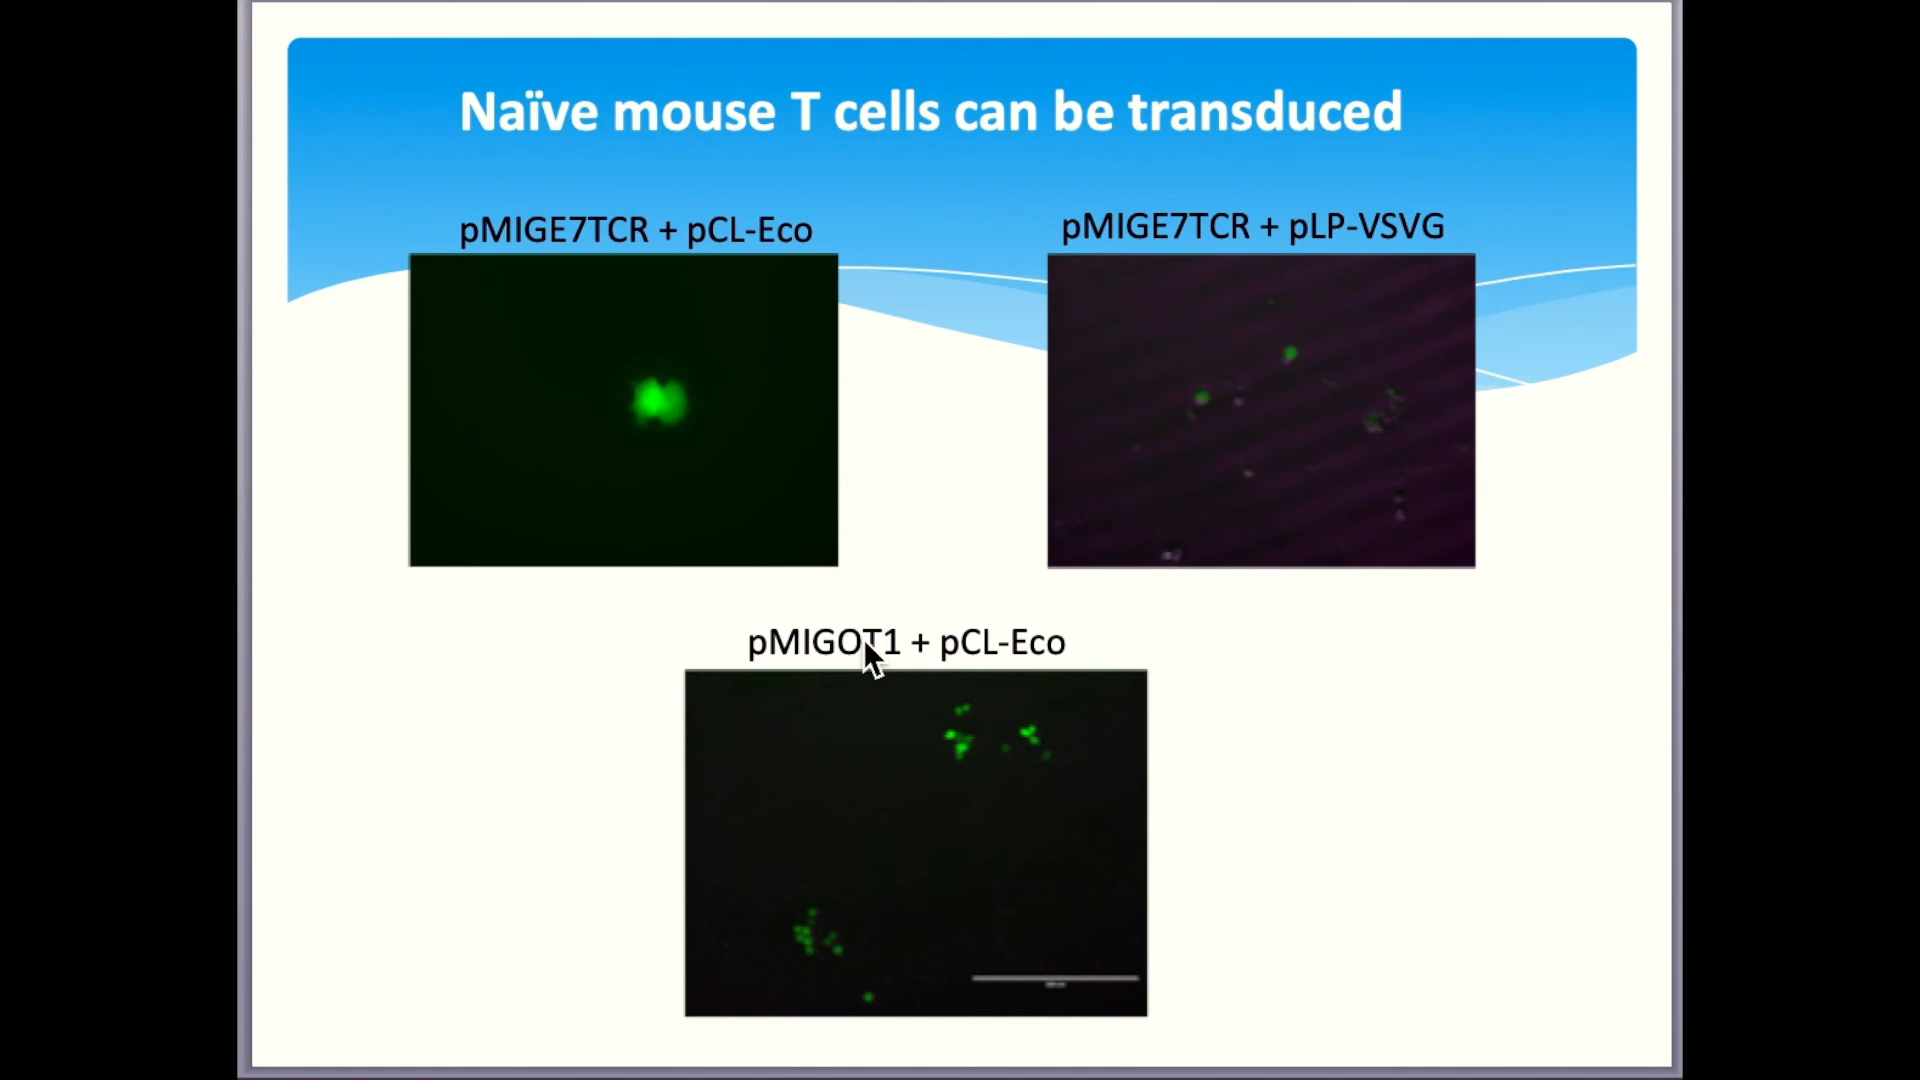 Naïve mouse T cells can be transduced
pMIGE7TCR + pCL-Eco
pMIGE7TCR + pLP-VSVG
pMIGOT1 + pCL-Eco